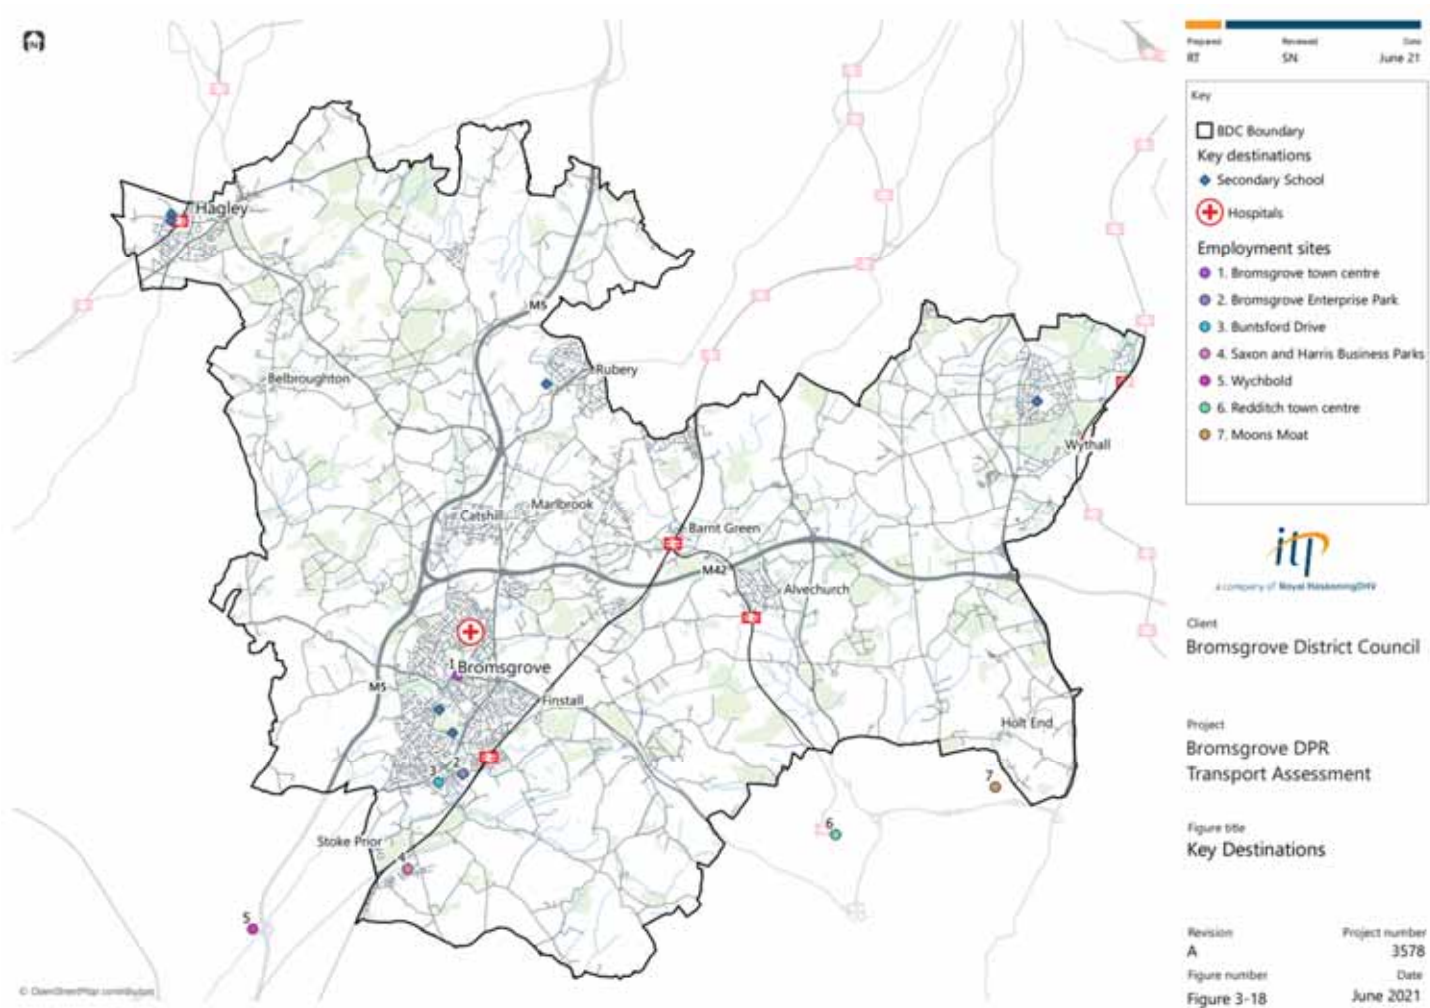 N
Prepared
Reviewed
Date
RT
SN
June 21
Key
BDC Boundary
Key destinations
Secondary School
Hospitals
Employment sites
1. Bromsgrove town centre
2. Bromsgrove Enterprise Park
3. Buntsford Drive
4. Saxon and Harris Business Parks
5. Wychbold
6. Redditch town centre
7. Moons Moat
Hagley
M5
Belbroughton
Rubery
Wythall
Marlbrook
Catshill
Barnt Green
M42
Alvechurch
1
Bromsgrove
M5
Finstall
Holt End
2
3
7
6
Stoke Prior
4
5
© OpenStreetMap contributors
itp
a company of Royal HaskoningDHV
Client
Bromsgrove District Council
Project
Bromsgrove DPR
Transport Assessment
Figure title
Key Destinations
Revision
Project number
A
3578
Figure number
Date
Figure 3-18
June 2021